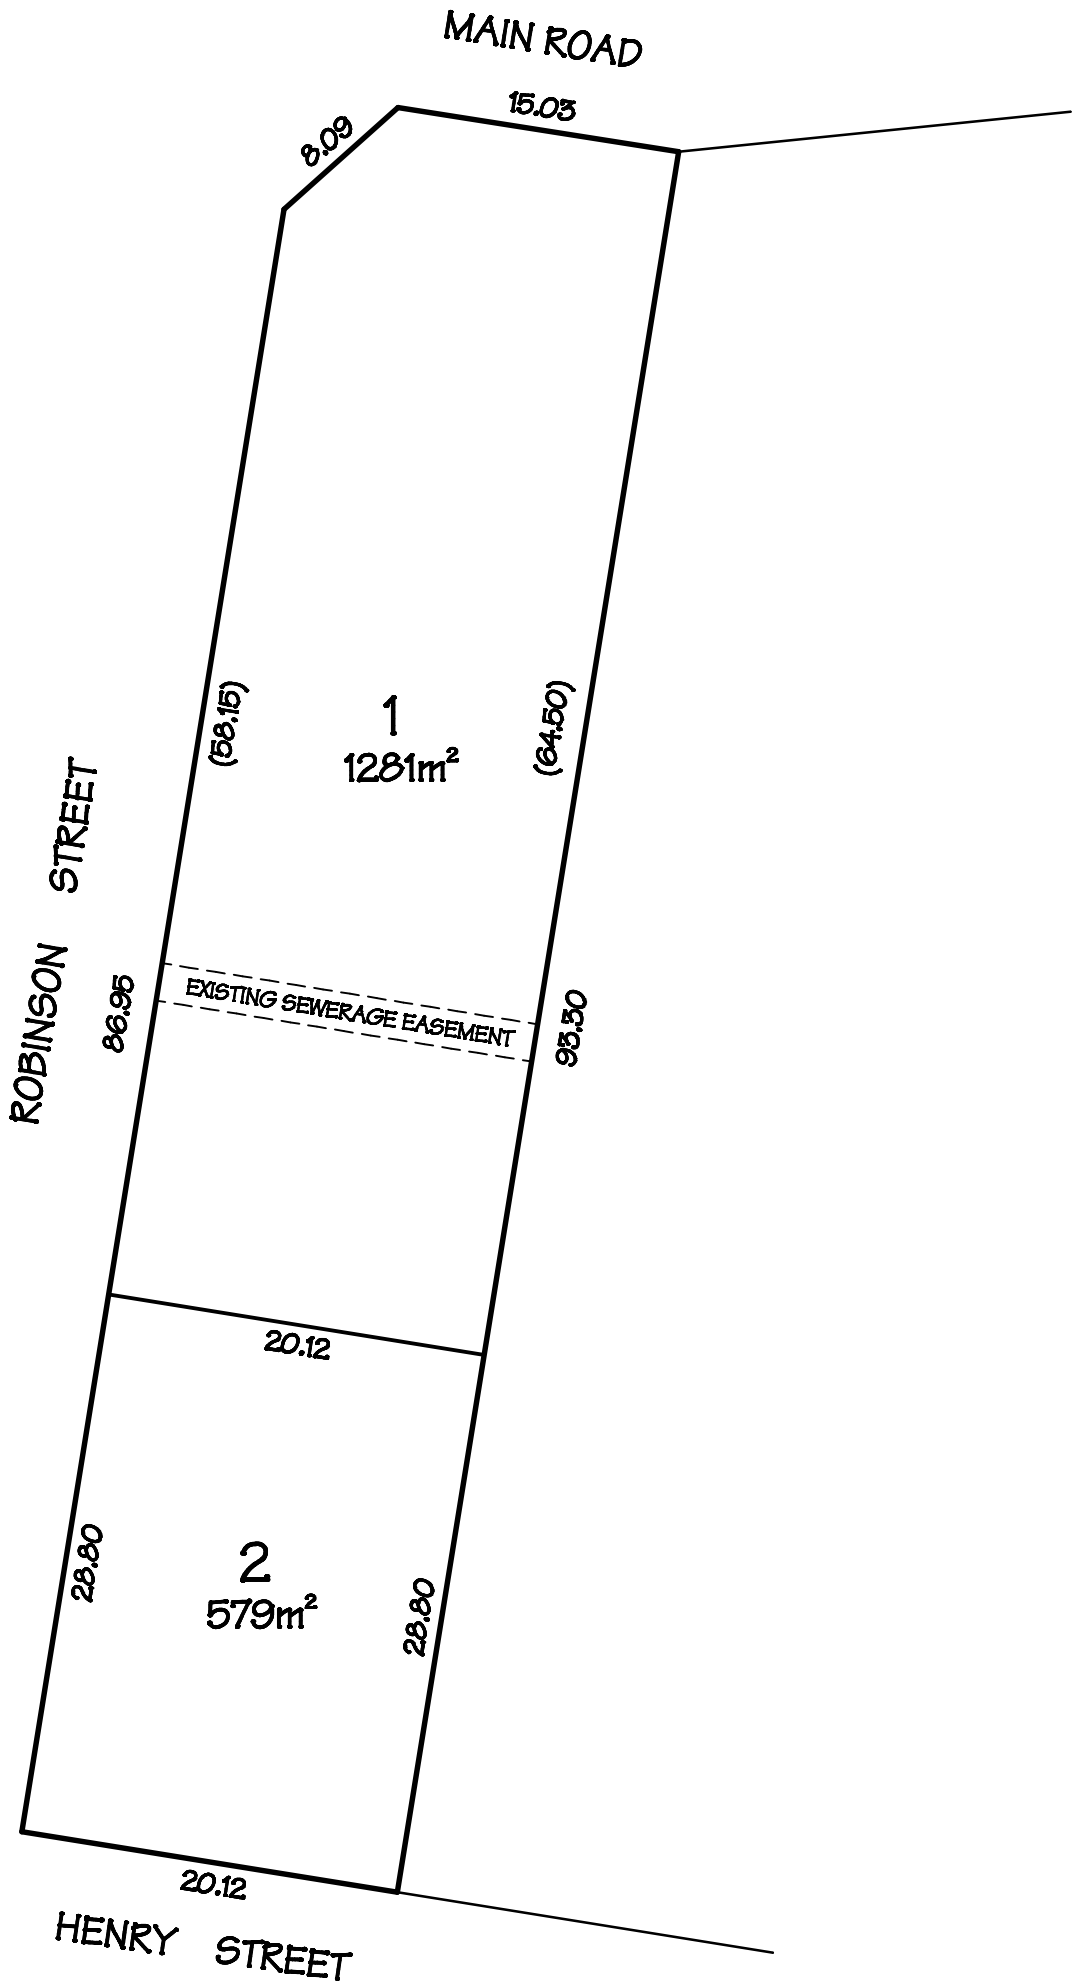 MAIN ROAD
15.03
8.09
(58.15)
1
1281m²
(64.50)
ROBINSON STREET
86.95
EXISTING SEWERAGE EASEMENT
93.30
20.12
28.80
2
579m²
28.80
20.12
HENRY STREET